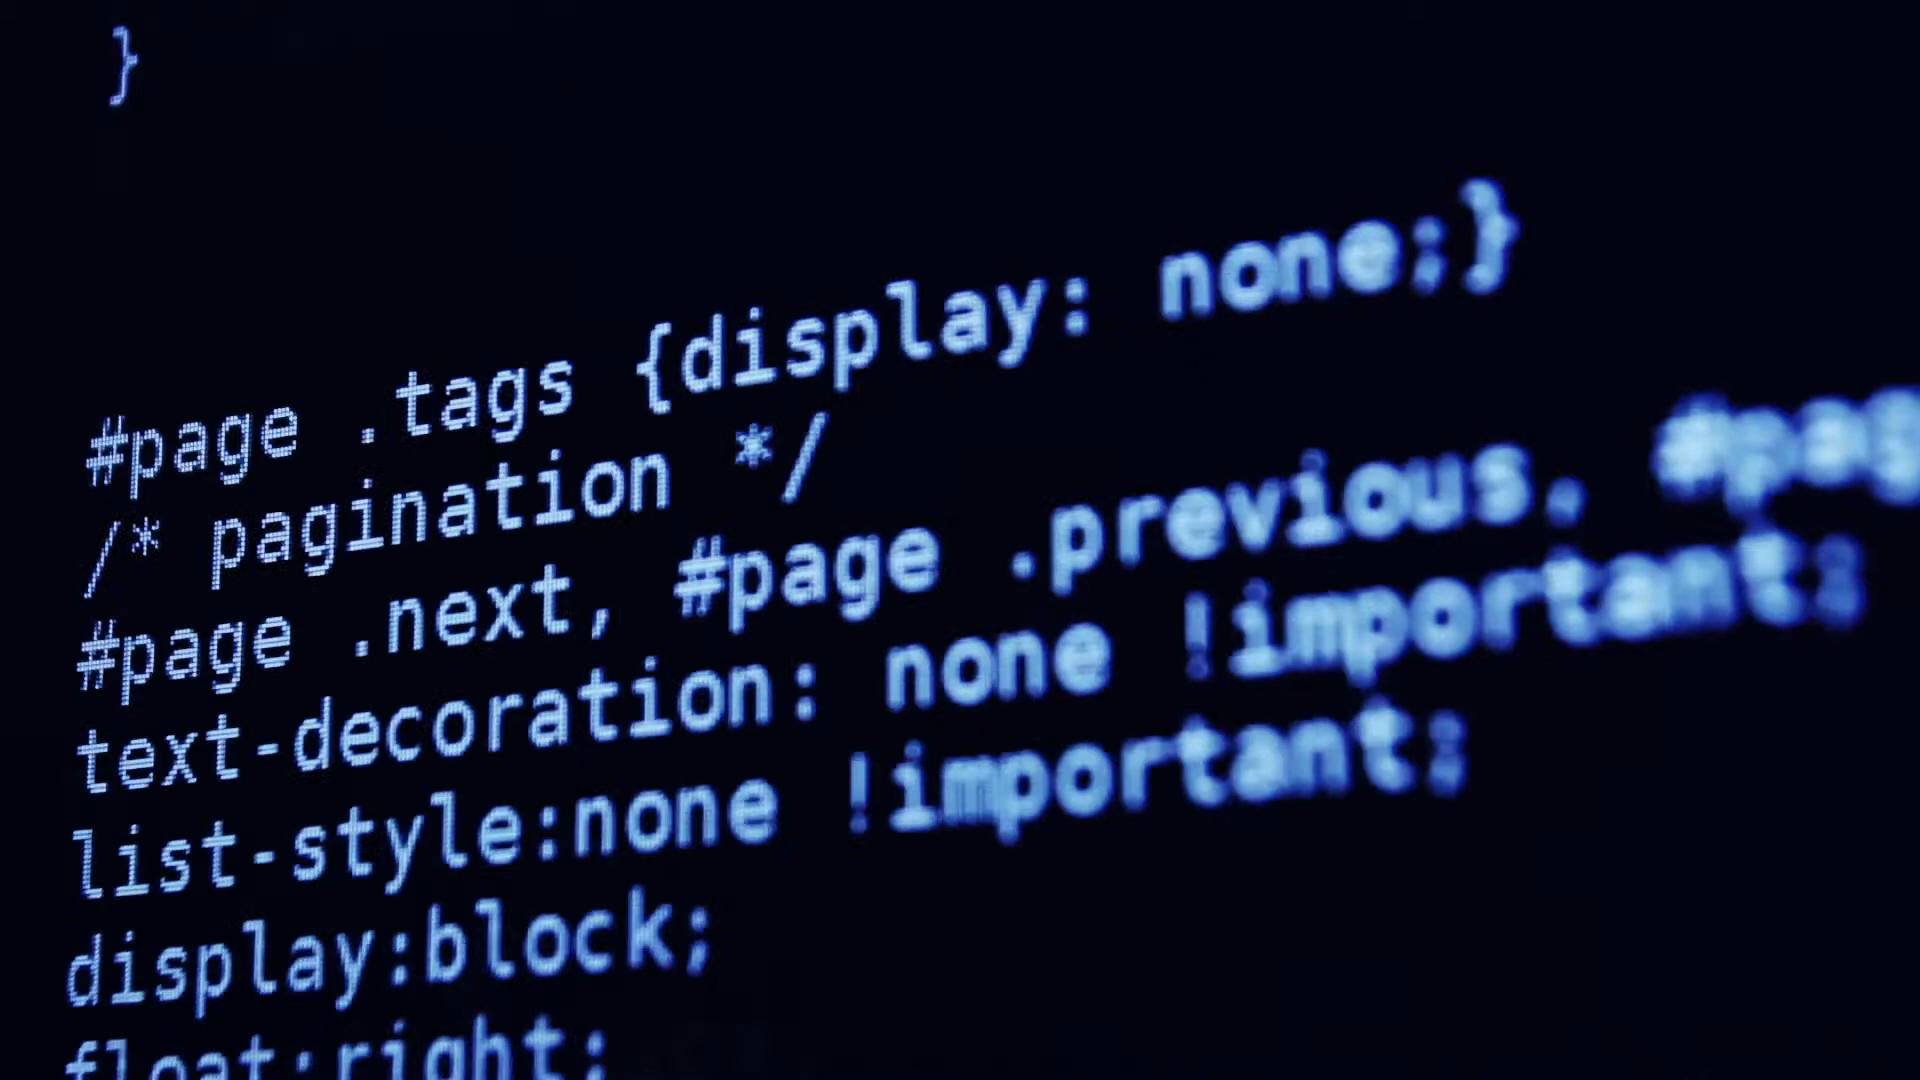 }
#page .tags {display: none;}
/* pagination */
#page .next, #page .previous,
text-decoration: none !important;
list-style:none !important;
display:block;
float:right;